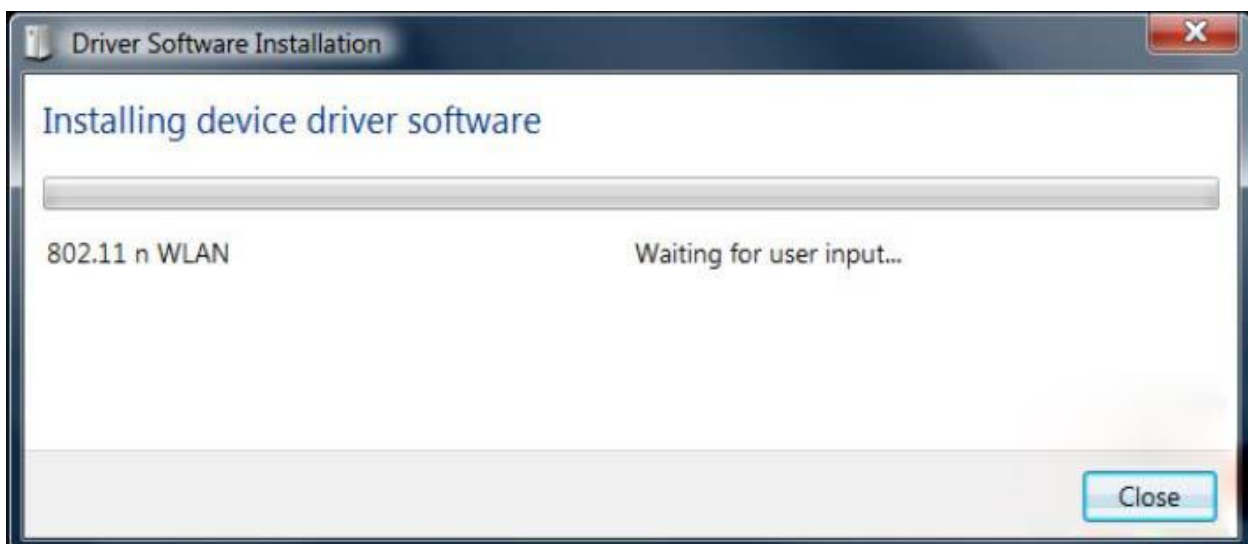 Driver Software Installation
Installing device driver software
802.11 n WLAN Waiting for user input...
Close